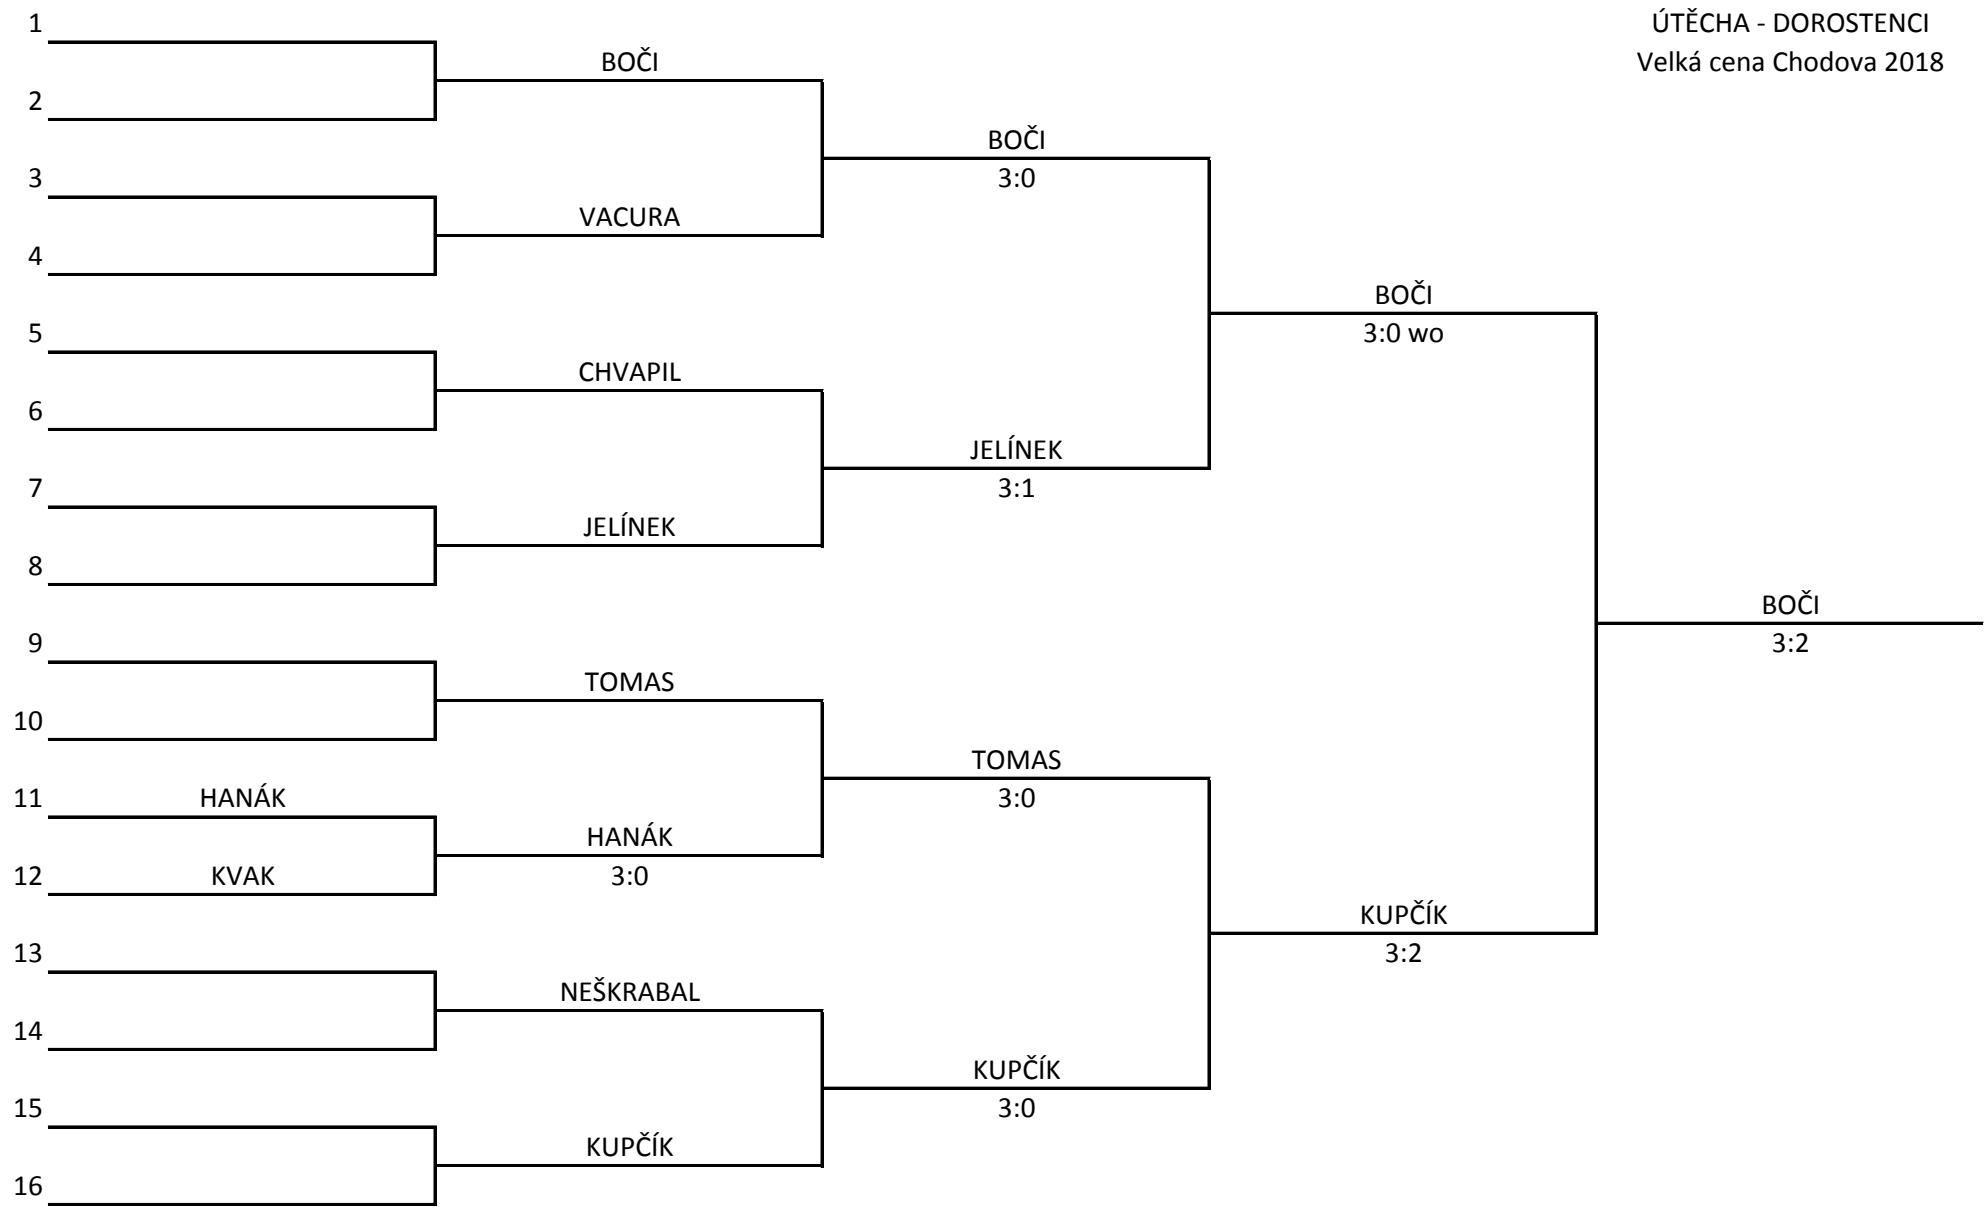 ÚTĚCHA - DOROSTENCI
Velká cena Chodova 2018
1
BOČI
2
BOČI
3
3:0
VACURA
4
BOČI
5
3:0 wo
CHVAPIL
6
JELÍNEK
7
3:1
JELÍNEK
8
BOČI
9
3:2
TOMAS
10
TOMAS
11 HANÁK
3:0
HANÁK
12 KVAK
3:0
KUPČÍK
13
3:2
NEŠKRABAL
14
KUPČÍK
15
3:0
KUPČÍK
16